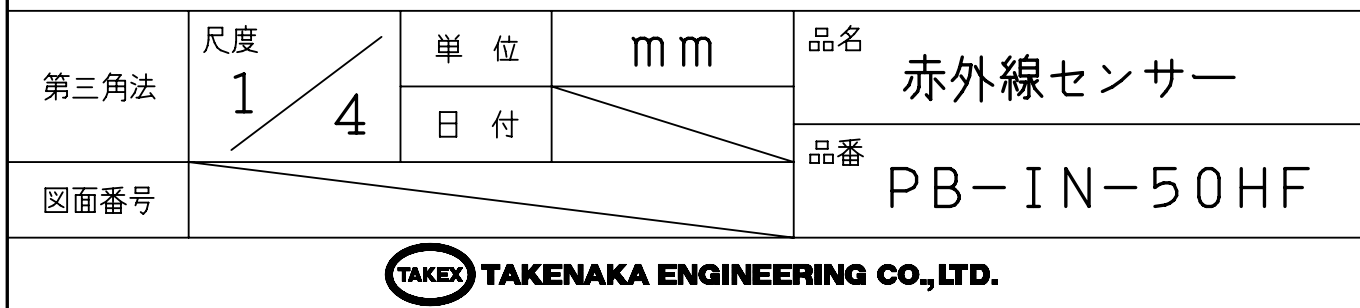 第三角法
尺度
1/4
単 位
mm
日 付
品名
赤外線センサー
品番
PB-IN-50HF
図面番号
TAKEX TAKENAKA ENGINEERING CO.,LTD.